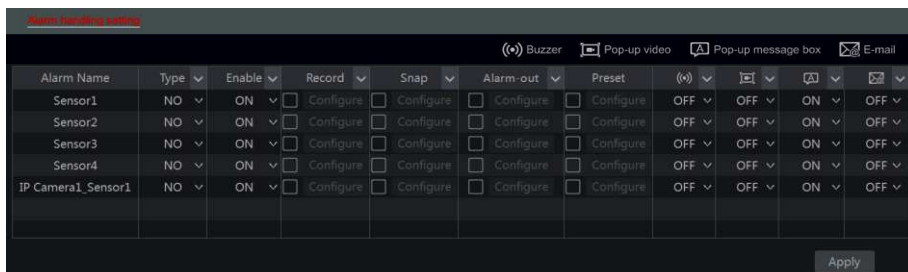 Alarm handling setting
Buzzer Pop-up video Pop-up message box E-mail
Alarm Name Type Enable Record Snap Alarm-out Preset
Sensor1 NO ON Configure Configure Configure Configure OFF OFF ON OFF
Sensor2 NO ON Configure Configure Configure Configure OFF OFF ON OFF
Sensor3 NO ON Configure Configure Configure Configure OFF OFF ON OFF
Sensor4 NO ON Configure Configure Configure Configure OFF OFF ON OFF
IP Camera1_Sensor1 NO ON Configure Configure Configure Configure OFF OFF ON OFF
Apply